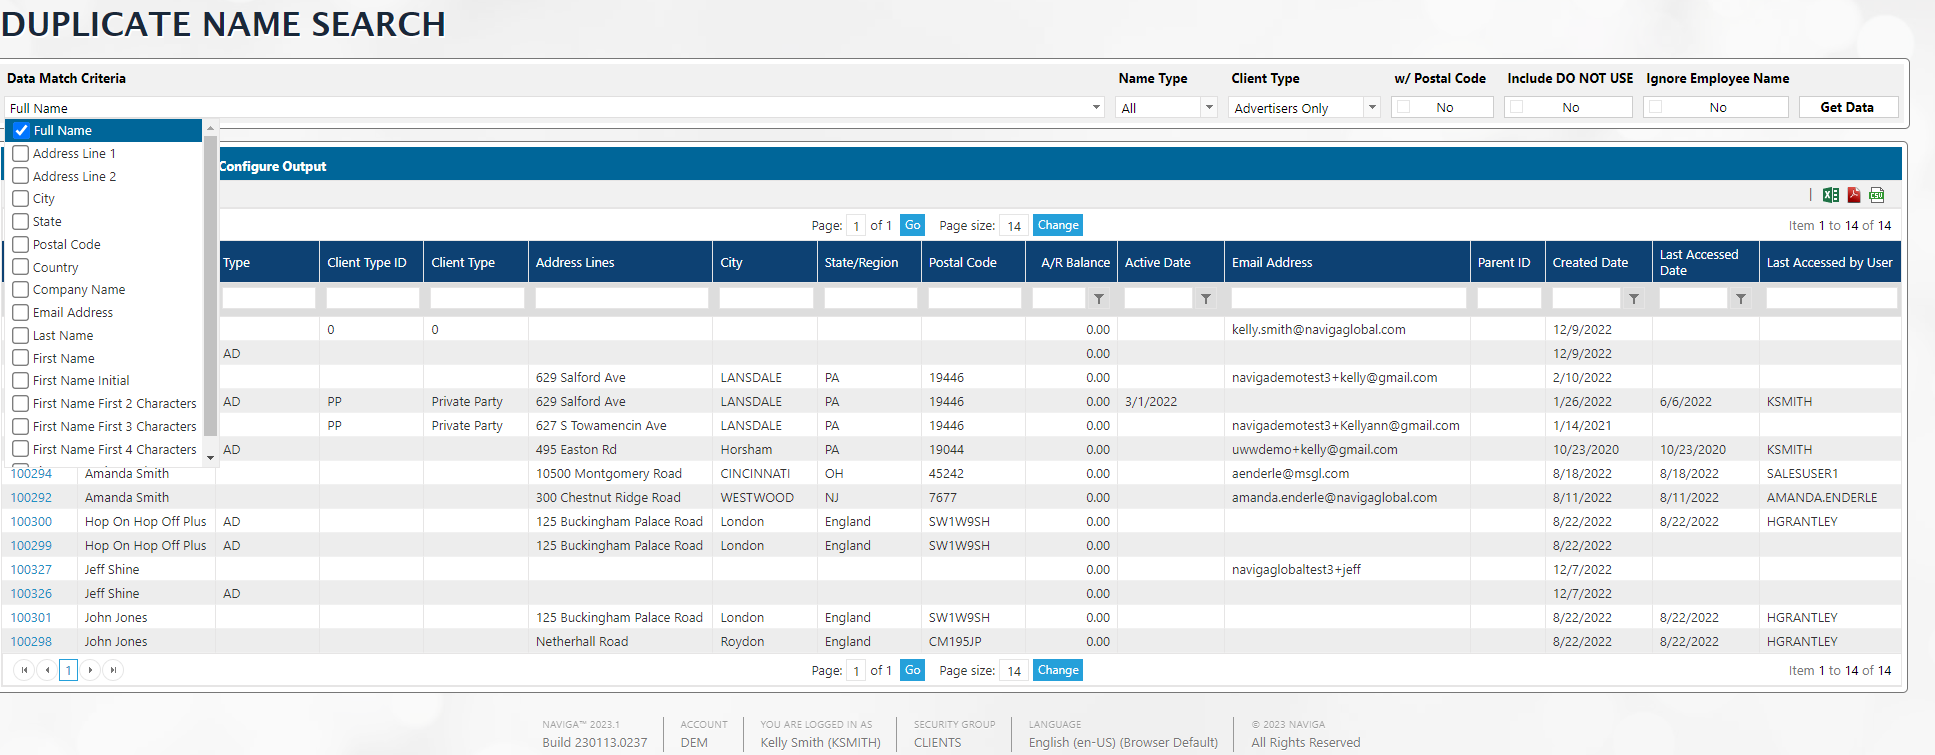 DUPLICATE NAME SEARCH
Data Match Criteria Name Type Client Type w/ Postal Code Include DO NOT USE Ignore Employee Name
Full Name All Advertisers Only No No No Get Data
Full Name
Address Line 1
Address Line 2
City
State
Postal Code
Country
Company Name
Email Address
Last Name
First Name
First Name Initial
First Name First 2 Characters
First Name First 3 Characters
First Name First 4 Characters
Configure Output
Page: 1 of 1 Go Page size: 14 Change Item 1 to 14 of 14
Type Client Type ID Client Type Address Lines City State/Region Postal Code A/R Balance Active Date Email Address Parent ID Created Date Last Accessed Date Last Accessed by User
0 0 0.00 kelly.smith@navigaglobal.com 12/9/2022
AD 0.00 12/9/2022
629 Salford Ave LANSDALE PA 19446 0.00 navigademotest3+kelly@gmail.com 2/10/2022
AD PP Private Party 629 Salford Ave LANSDALE PA 19446 0.00 3/1/2022 1/26/2022 6/6/2022 KSMITH
PP Private Party 627 S Towamencin Ave LANSDALE PA 19446 0.00 navigademotest3+Kellyann@gmail.com 1/14/2021
AD 495 Easton Rd Horsham PA 19044 0.00 uwwdemo+kelly@gmail.com 10/23/2020 10/23/2020 KSMITH
100294 Amanda Smith 10500 Montgomery Road CINCINNATI OH 45242 0.00 aenderle@msgl.com 8/18/2022 8/18/2022 SALESUSER1
100292 Amanda Smith 300 Chestnut Ridge Road WESTWOOD NJ 7677 0.00 amanda.enderle@navigaglobal.com 8/11/2022 8/11/2022 AMANDA.ENDERLE
100300 Hop On Hop Off Plus AD 125 Buckingham Palace Road London England SW1W9SH 0.00 8/22/2022 8/22/2022 HGRANTLEY
100299 Hop On Hop Off Plus AD 125 Buckingham Palace Road London England SW1W9SH 0.00 8/22/2022
100327 Jeff Shine 0.00 navigaglobaltest3+jeff 12/7/2022
100326 Jeff Shine AD 0.00 12/7/2022
100301 John Jones 125 Buckingham Palace Road London England SW1W9SH 0.00 8/22/2022 8/22/2022 HGRANTLEY
100298 John Jones Netherhall Road Roydon England CM195JP 0.00 8/22/2022 8/22/2022 HGRANTLEY
1 Page: 1 of 1 Go Page size: 14 Change Item 1 to 14 of 14
NAVIGA™ 2023.1 ACCOUNT YOU ARE LOGGED IN AS SECURITY GROUP LANGUAGE © 2023 NAVIGA
Build 230113.0237 DEM Kelly Smith (KSMITH) CLIENTS English (en-US) (Browser Default) All Rights Reserved